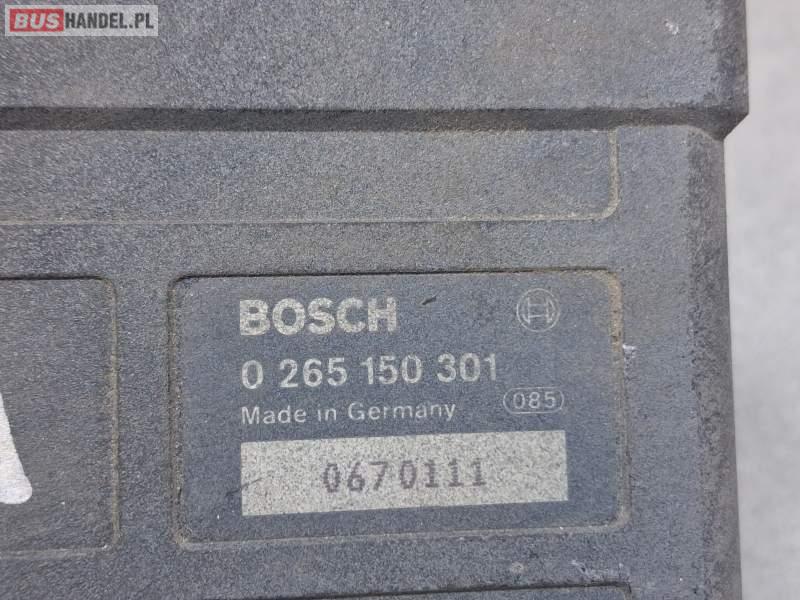 BUSHANDEL.PL
BOSCH
0 265 150 301
Made in Germany 085
0670111